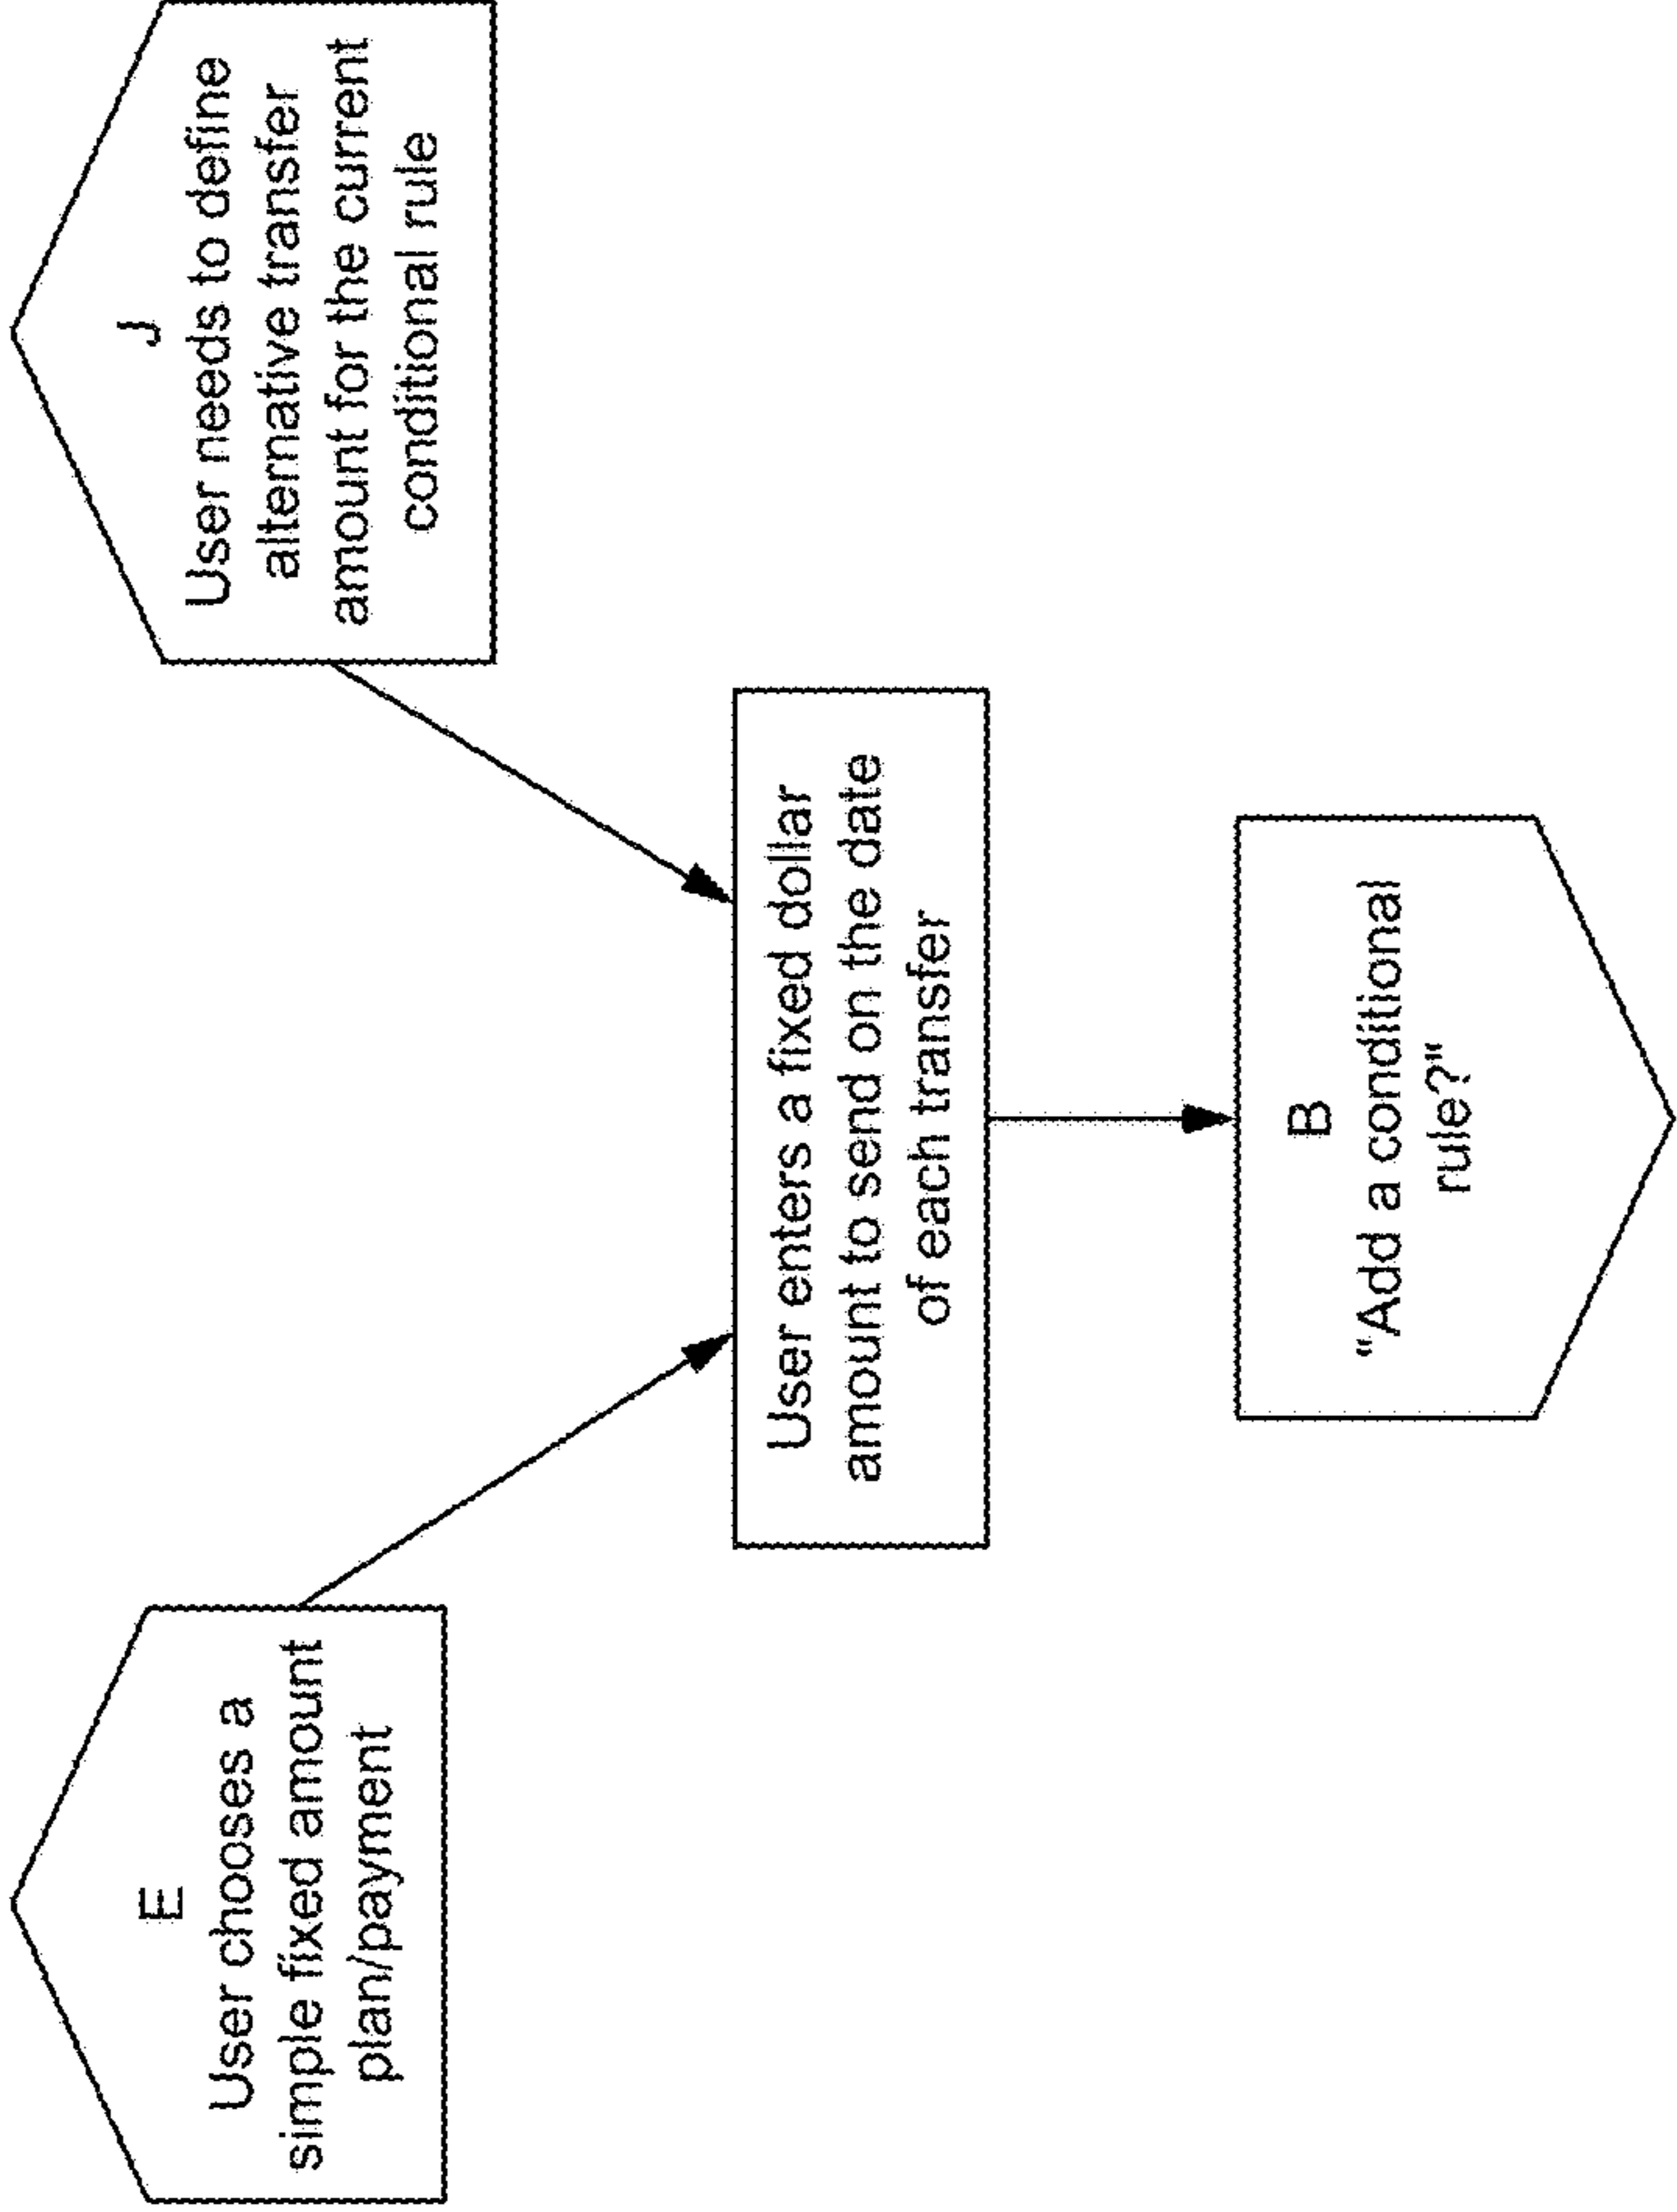 E
User chooses a
simple fixed amount
plan/payment
J
User needs to define
alternative transfer
amount for the current
conditional rule
User enters a fixed dollar
amount to send on the date
of each transfer
B
"Add a conditional
rule?"